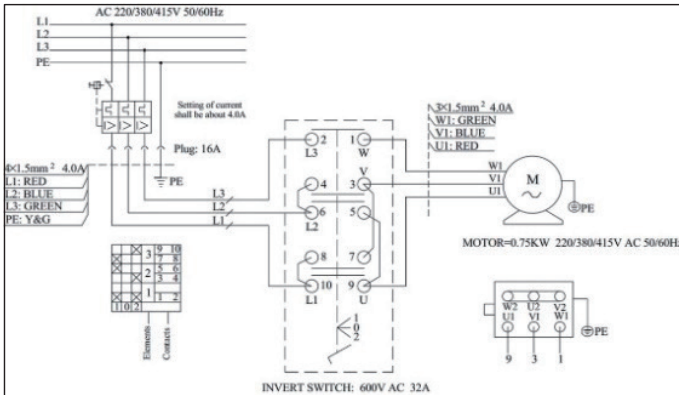 AC 220/380/415V 50/60Hz
L1
L2
L3
PE
Setting of current
shall be about 4.0A
Plug: 16A
PE
4×1.5mm² 4.0A
L1: RED
L2: BLUE
L3: GREEN
PE: Y&G
L3
L2
L1
3×1.5mm² 4.0A
W1: GREEN
V1: BLUE
U1: RED
2 1
L3 W
V
4 3
6 5
L2
8 7
10 9
L1 U
1
0
2
W1
V1
U1
M
PE
MOTOR=0.75KW 220/380/415V AC 50/60Hz
3 9 10
7 8
2 5 6
3 4
1 1 2
1 0 2
Elements
Contacts
W2 U2 V2
U1 V1 W1
PE
9 3 1
INVERT SWITCH: 600V AC 32A